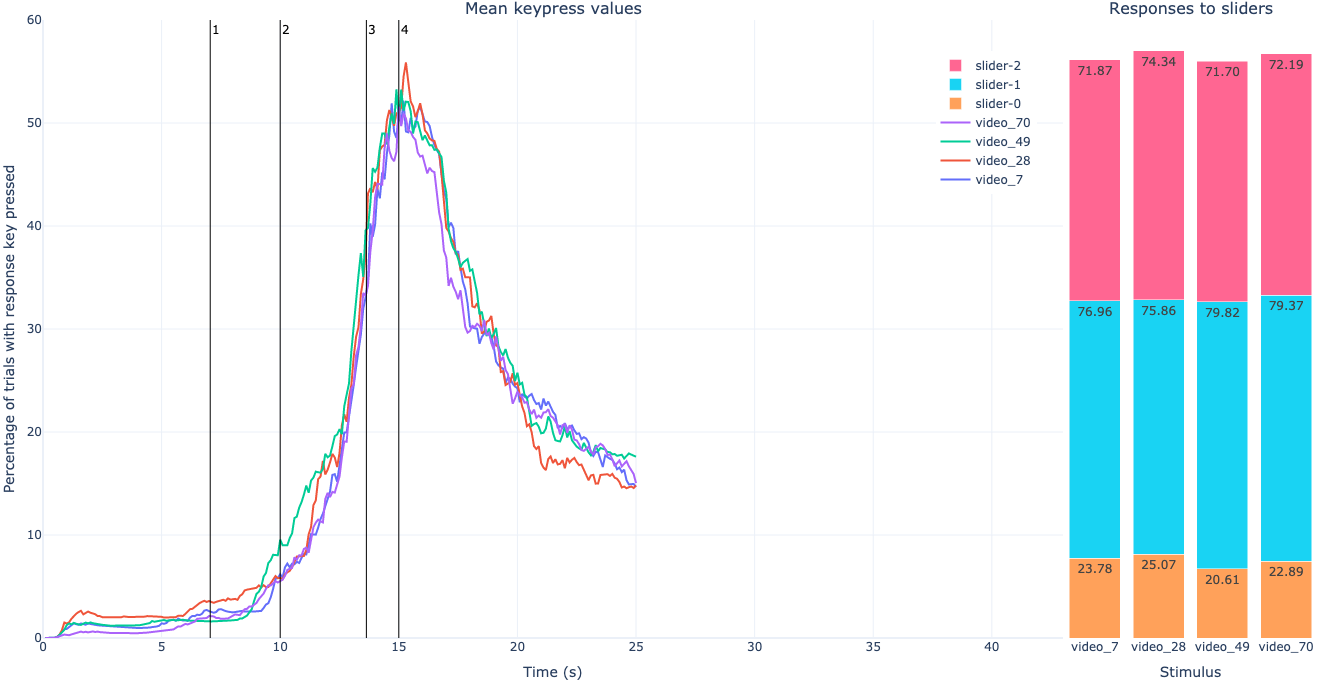 Mean keypress values
Responses to sliders
60
50
40
30
20
10
0
Percentage of trials with response key pressed
1
2
3
4
slider-2
slider-1
slider-0
video_70
video_49
video_28
video_7
71.87
74.34
71.70
72.19
76.96
75.86
79.82
79.37
23.78
25.07
20.61
22.89
0
5
10
15
20
25
30
35
40
video_7
video_28
video_49
video_70
Time (s)
Stimulus